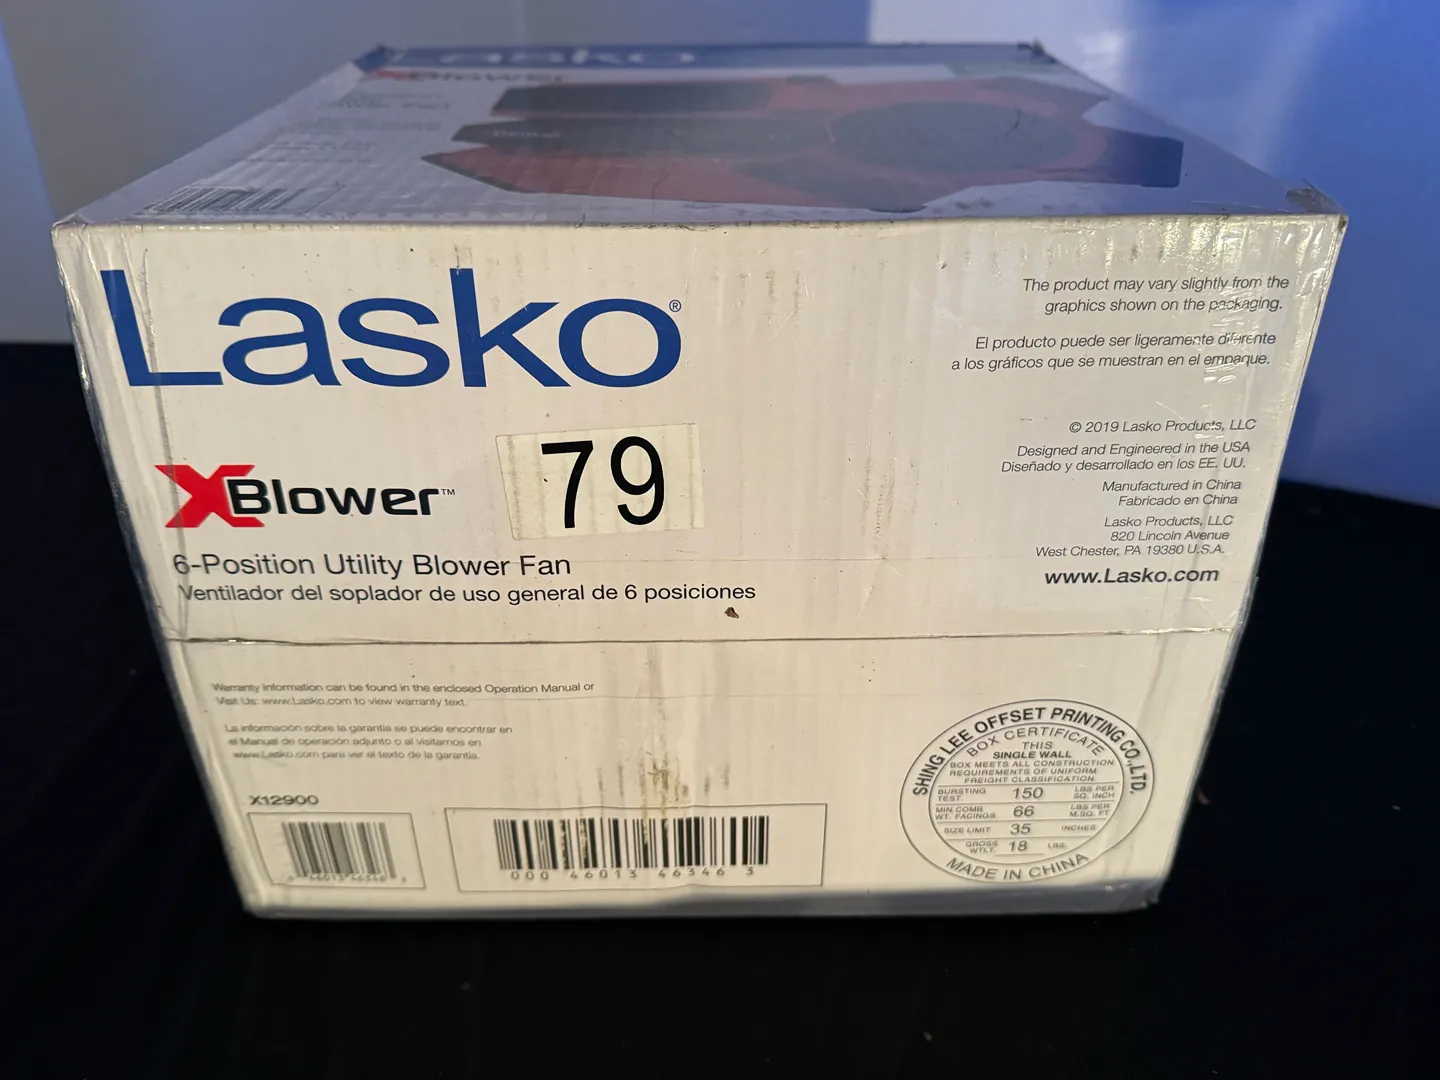 Lasko
XBlower
Lasko®
XBlower™
79
6-Position Utility Blower Fan
Ventilador del soplador de uso general de 6 posiciones
The product may vary slightly from the
graphics shown on the packaging.
El producto puede ser ligeramente diferente
a los gráficos que se muestran en el empaque.
© 2019 Lasko Products, LLC
Designed and Engineered in the USA
Diseñado y desarrollado en los EE. UU.
Manufactured in China
Fabricado en China
Lasko Products, LLC
820 Lincoln Avenue
West Chester, PA 19380 U.S.A.
www.Lasko.com
Warranty information can be found in the enclosed Operation Manual or
Visit Us: www.Lasko.com to view warranty text.
La información sobre la garantía se puede encontrar en
el Manual de operación adjunto o al visitarnos en
www.Lasko.com para ver el texto de la garantía.
X12900
0 46013 46346 3
000 46013 46346 3
SHING LEE OFFSET PRINTING CO.,LTD.
BOX CERTIFICATE
THIS
SINGLE WALL
BOX MEETS ALL CONSTRUCTION
REQUIREMENTS OF UNIFORM
FREIGHT CLASSIFICATION
BURSTING TEST. 150 LBS PER SQ. INCH
MIN COMB WT. FACINGS 66 LBS PER M.SQ. FT
SIZE LIMIT 35 INCHES
GROSS WT.LT. 18 LBS.
MADE IN CHINA